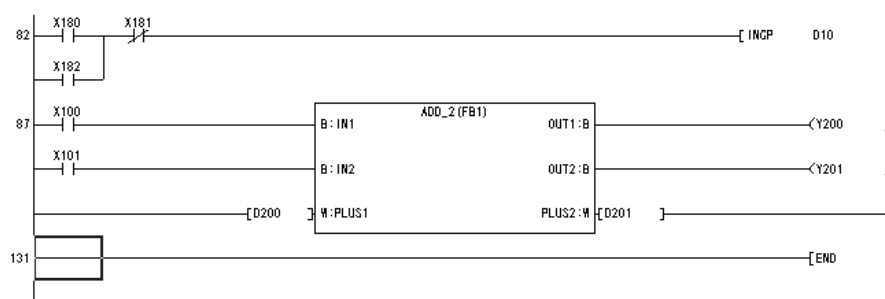 X180 X181
82 INCP D10
X182
X100 ADD_2(FB1)
87 B:IN1 OUT1:B Y200
X101
B:IN2 OUT2:B Y201
D200 W:PLUS1 PLUS2:W D201
131 END